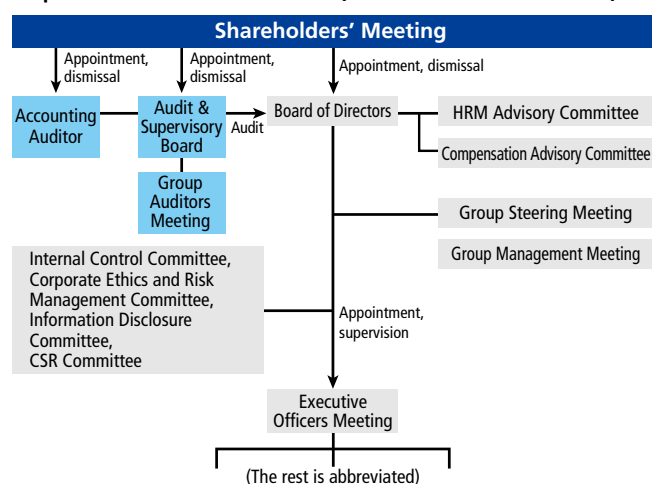 Shareholders' Meeting
Appointment,
dismissal
Appointment,
dismissal
Appointment, dismissal
Accounting
Auditor
Audit &
Supervisory
Board
Audit
Board of Directors
HRM Advisory Committee
Compensation Advisory Committee
Group
Auditors
Meeting
Group Steering Meeting
Group Management Meeting
Internal Control Committee,
Corporate Ethics and Risk
Management Committee,
Information Disclosure
Committee,
CSR Committee
Appointment,
supervision
Executive
Officers Meeting
(The rest is abbreviated)